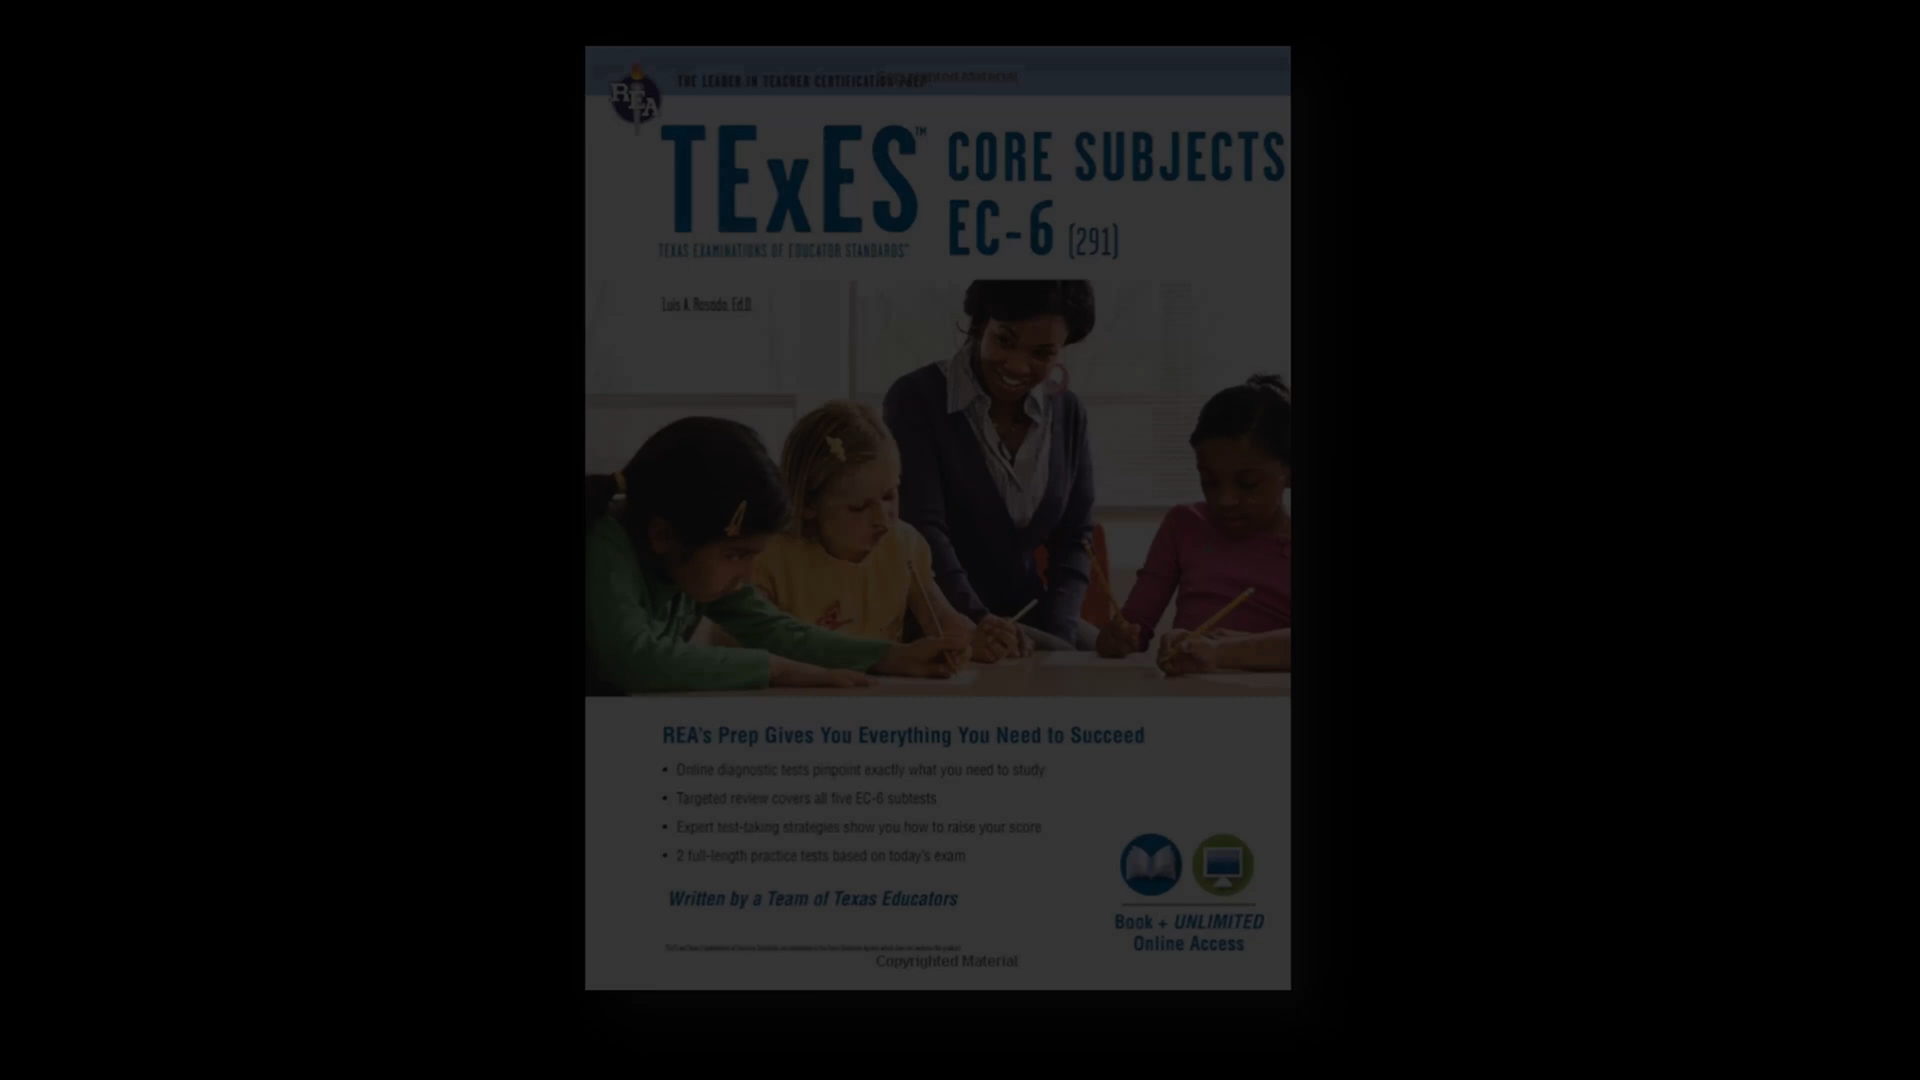 REA
THE LEADER IN TEACHER CERTIFICATION PREP
TExES™
CORE SUBJECTS
EC-6 (291)
TEXAS EXAMINATIONS OF EDUCATOR STANDARDS™
Luis A. Rosado, Ed.D.
REA's Prep Gives You Everything You Need to Succeed
• Online diagnostic tests pinpoint exactly what you need to study
• Targeted review covers all five EC-6 subtests
• Expert test-taking strategies show you how to raise your score
• 2 full-length practice tests based on today's exam
Written by a Team of Texas Educators
Book + UNLIMITED
Online Access
Copyrighted Material